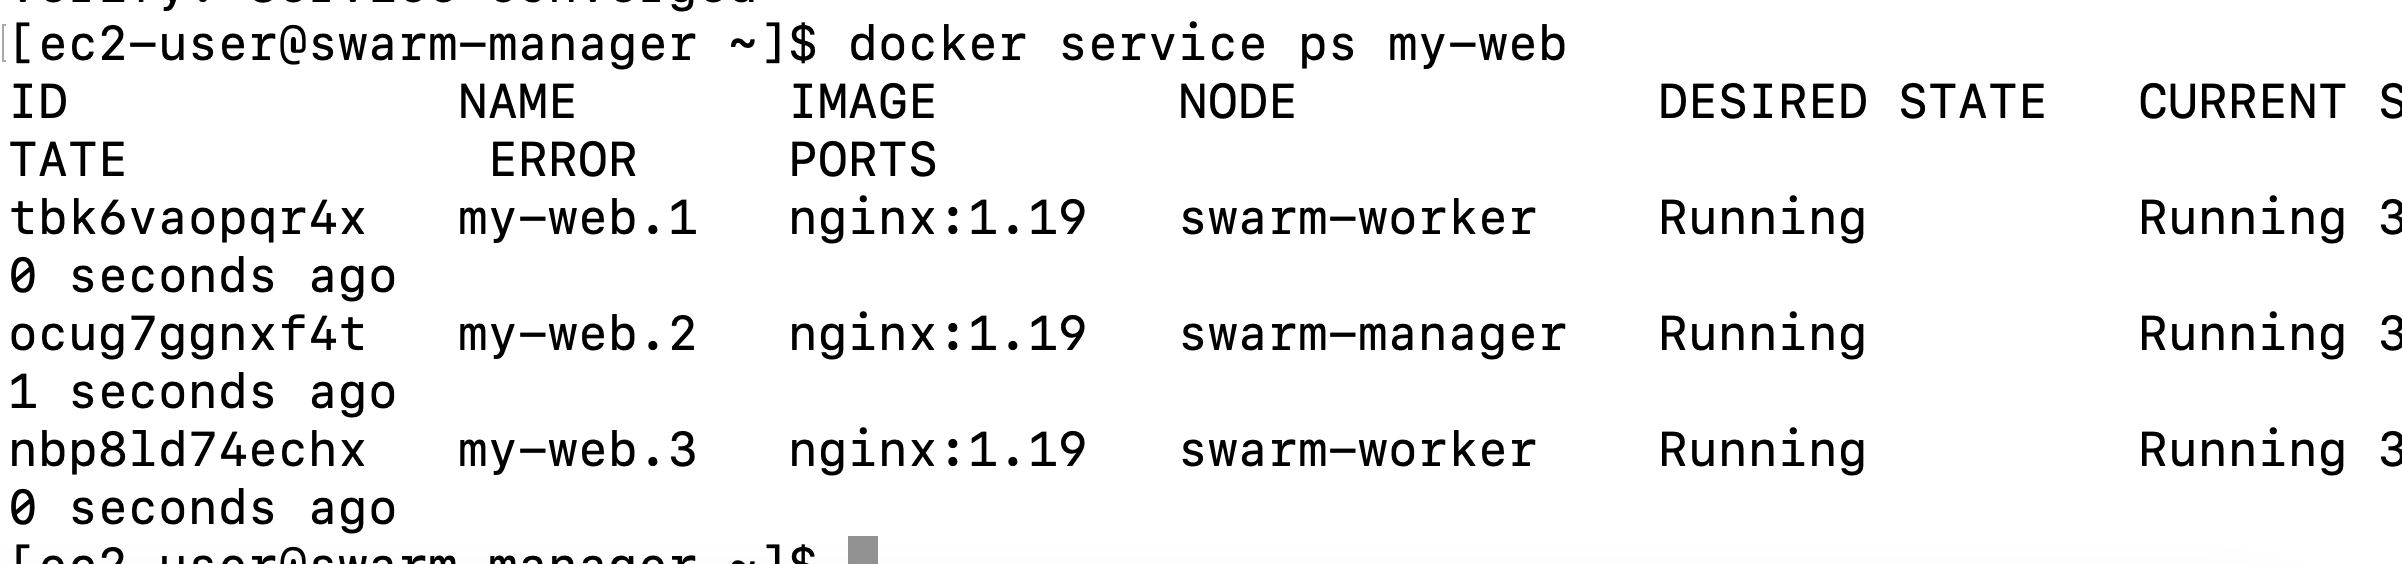 verify: Service converged
[ec2-user@swarm-manager ~]$ docker service ps my-web
ID             NAME       IMAGE        NODE            DESIRED STATE   CURRENT S
TATE            ERROR     PORTS
tbk6vaopqr4x   my-web.1   nginx:1.19   swarm-worker    Running         Running 3
0 seconds ago
ocug7ggnxf4t   my-web.2   nginx:1.19   swarm-manager   Running         Running 3
1 seconds ago
nbp8ld74echx   my-web.3   nginx:1.19   swarm-worker    Running         Running 3
0 seconds ago
[ec2-user@swarm-manager ~]$